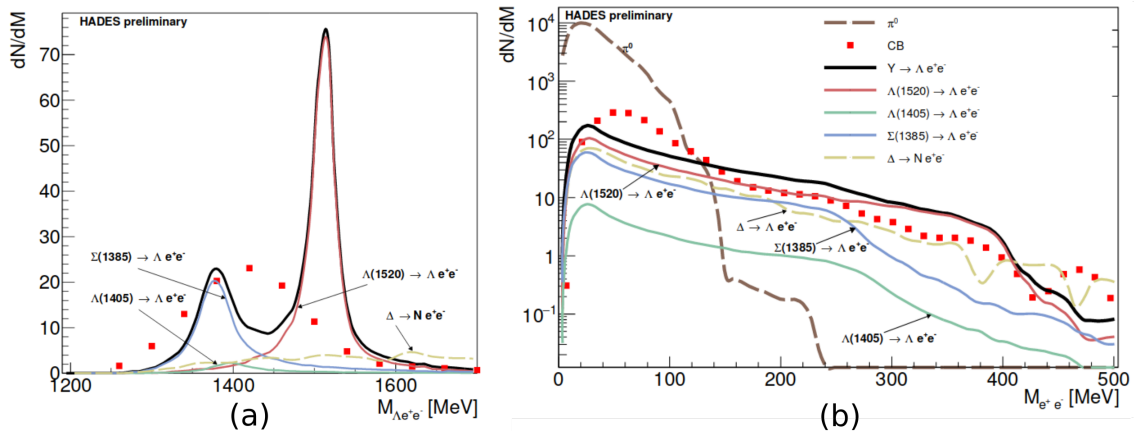 HADES preliminary
dN/dM
70
60
50
40
30
20
10
0
Σ(1385) → Λ e⁺e⁻
Λ(1405) → Λ e⁺e⁻
Λ(1520) → Λ e⁺e⁻
Δ → N e⁺e⁻
1200
1400
1600
M_Λe⁺e⁻ [MeV]
(a)
HADES preliminary
dN/dM
10⁴
10³
10²
10
1
10⁻¹
π⁰
π⁰
CB
Y → Λ e⁺e⁻
Λ(1520) → Λ e⁺e⁻
Λ(1405) → Λ e⁺e⁻
Σ(1385) → Λ e⁺e⁻
Δ → N e⁺e⁻
Λ(1520) → Λ e⁺e⁻
Δ → Λ e⁺e⁻
Σ(1385) → Λ e⁺e⁻
Λ(1405) → Λ e⁺e⁻
0
100
200
300
400
500
M_e⁺e⁻ [MeV]
(b)